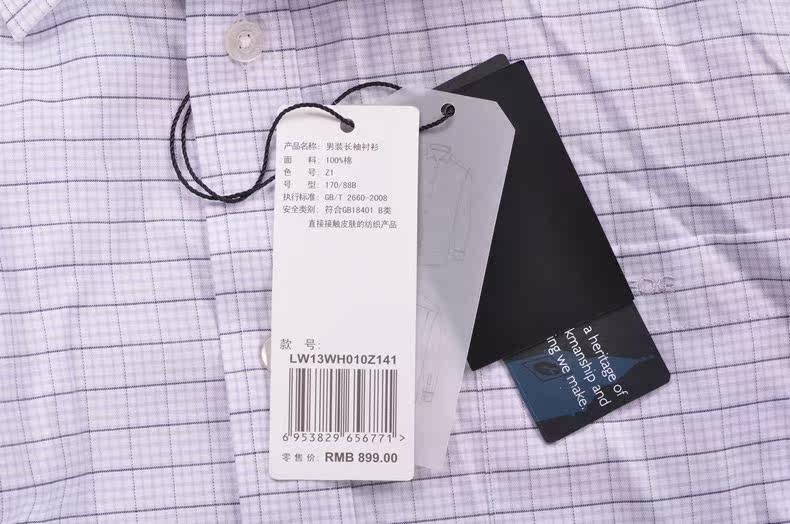 产品名称: 男装长袖衬衫
面 料: 100%棉
色 号: Z1
号 型: 170/88B
执行标准: GB/T 2660-2008
安全类别: 符合GB18401 B类
直接接触皮肤的纺织产品
款 号:
LW13WH010Z141
6 953829 656771 >
零售价: RMB 899.00
a heritage of
kmanship and
ing we make.